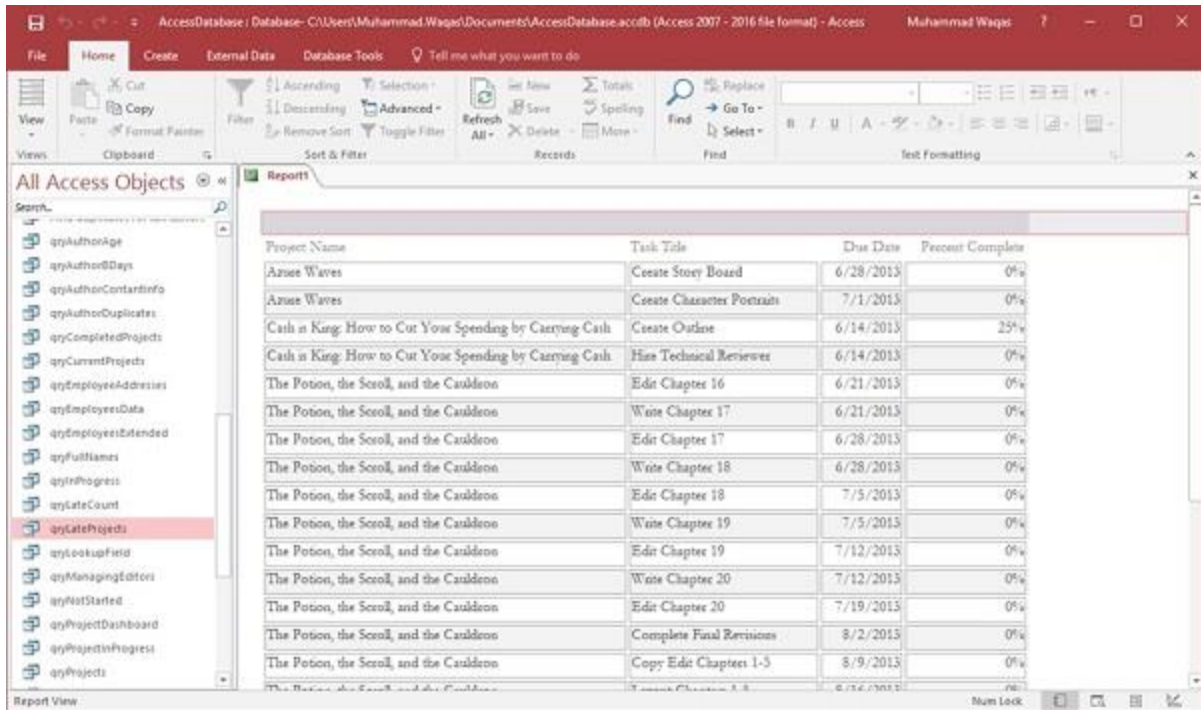 AccessDatabase : Database- C:\Users\Muhammad.Waqas\Documents\AccessDatabase.accdb (Access 2007 - 2016 file format) - Access Muhammad Waqas ?
File Home Create External Data Database Tools Tell me what you want to do
View
Paste
Cut
Copy
Format Painter
Filter
Ascending
Descending
Remove Sort
Selection
Advanced
Toggle Filter
Refresh All
New
Save
Delete
Totals
Spelling
More
Find
Replace
Go To
Select
B I U A
Views Clipboard Sort & Filter Records Find Text Formatting
All Access Objects
Search...
qryAuthorAge
qryAuthorBDays
qryAuthorContantInfo
qryAuthorDuplicates
qryCompletedProjects
qryCurrentProjects
qryEmployeeAddresses
qryEmployeesData
qryEmployeesExtended
qryFullNames
qryInProgress
qryLateCount
qryLateProjects
qryLookupField
qryManagingEditors
qryNotStarted
qryProjectDashboard
qryProjectInProgress
qryProjects
Report1
Project Name Task Title Due Date Percent Complete
Azure Waves Create Story Board 6/28/2013 0%
Azure Waves Create Character Portraits 7/1/2013 0%
Cash is King: How to Cut Your Spending by Carrying Cash Create Outline 6/14/2013 25%
Cash is King: How to Cut Your Spending by Carrying Cash Hire Technical Reviewer 6/14/2013 0%
The Potion, the Scroll, and the Cauldron Edit Chapter 16 6/21/2013 0%
The Potion, the Scroll, and the Cauldron Write Chapter 17 6/21/2013 0%
The Potion, the Scroll, and the Cauldron Edit Chapter 17 6/28/2013 0%
The Potion, the Scroll, and the Cauldron Write Chapter 18 6/28/2013 0%
The Potion, the Scroll, and the Cauldron Edit Chapter 18 7/5/2013 0%
The Potion, the Scroll, and the Cauldron Write Chapter 19 7/5/2013 0%
The Potion, the Scroll, and the Cauldron Edit Chapter 19 7/12/2013 0%
The Potion, the Scroll, and the Cauldron Write Chapter 20 7/12/2013 0%
The Potion, the Scroll, and the Cauldron Edit Chapter 20 7/19/2013 0%
The Potion, the Scroll, and the Cauldron Complete Final Revisions 8/2/2013 0%
The Potion, the Scroll, and the Cauldron Copy Edit Chapters 1-5 8/9/2013 0%
Report View Num Lock